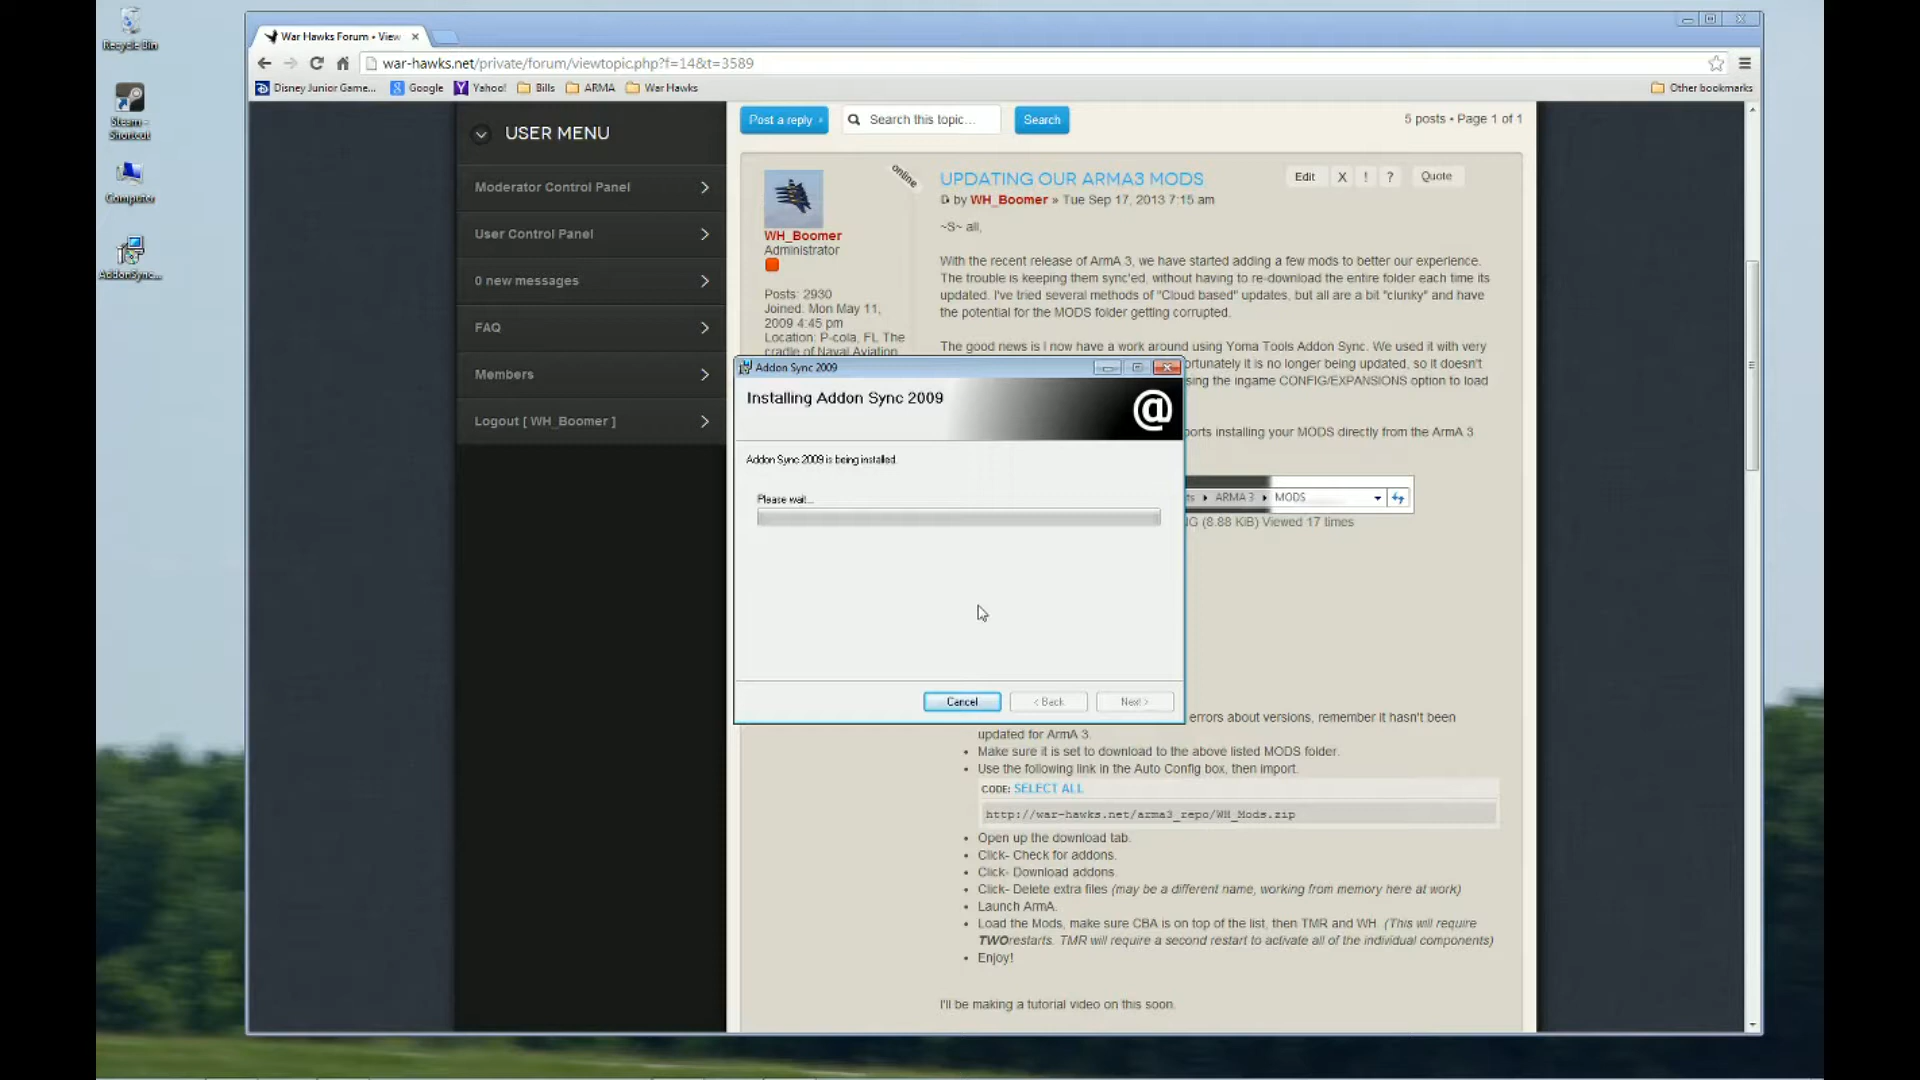 Recycle Bin
Steam -
Shortcut
Computer
AddonSync...
War Hawks Forum • View
war-hawks.net/private/forum/viewtopic.php?f=14&t=3589
Disney Junior Game...
Google
Yahoo!
Bills
ARMA
War Hawks
Other bookmarks
USER MENU
Moderator Control Panel
User Control Panel
0 new messages
FAQ
Members
Logout [ WH_Boomer ]
Post a reply
Search this topic...
Search
5 posts • Page 1 of 1
online
WH_Boomer
Administrator
Posts: 2930
Joined: Mon May 11,
2009 4:45 pm
Location: P-cola, FL, The
cradle of Naval Aviation
UPDATING OUR ARMA3 MODS
Edit
X
!
?
Quote
by WH_Boomer » Tue Sep 17, 2013 7:15 am
~S~ all,
With the recent release of ArmA 3, we have started adding a few mods to better our experience.
The trouble is keeping them sync'ed, without having to re-download the entire folder each time its
updated. I've tried several methods of "Cloud based" updates, but all are a bit "clunky" and have
the potential for the MODS folder getting corrupted.
The good news is I now have a work around using Yoma Tools Addon Sync. We used it with very
fortunately it is no longer being updated, so it doesn't
sing the ingame CONFIG/EXPANSIONS option to load
ports installing your MODS directly from the ArmA 3
ts
ARMA 3
MODS
G (8.88 KiB) Viewed 17 times
Addon Sync 2009
Installing Addon Sync 2009
@
Addon Sync 2009 is being installed.
Please wait...
Cancel
< Back
Next >
errors about versions, remember it hasn't been
updated for ArmA 3.
• Make sure it is set to download to the above listed MODS folder.
• Use the following link in the Auto Config box, then import.
CODE: SELECT ALL
http://war-hawks.net/arma3_repo/WH_Mods.zip
• Open up the download tab.
• Click- Check for addons.
• Click- Download addons.
• Click- Delete extra files (may be a different name, working from memory here at work)
• Launch ArmA.
• Load the Mods, make sure CBA is on top of the list, then TMR and WH. (This will require
TWOrestarts. TMR will require a second restart to activate all of the individual components)
• Enjoy!
I'll be making a tutorial video on this soon.